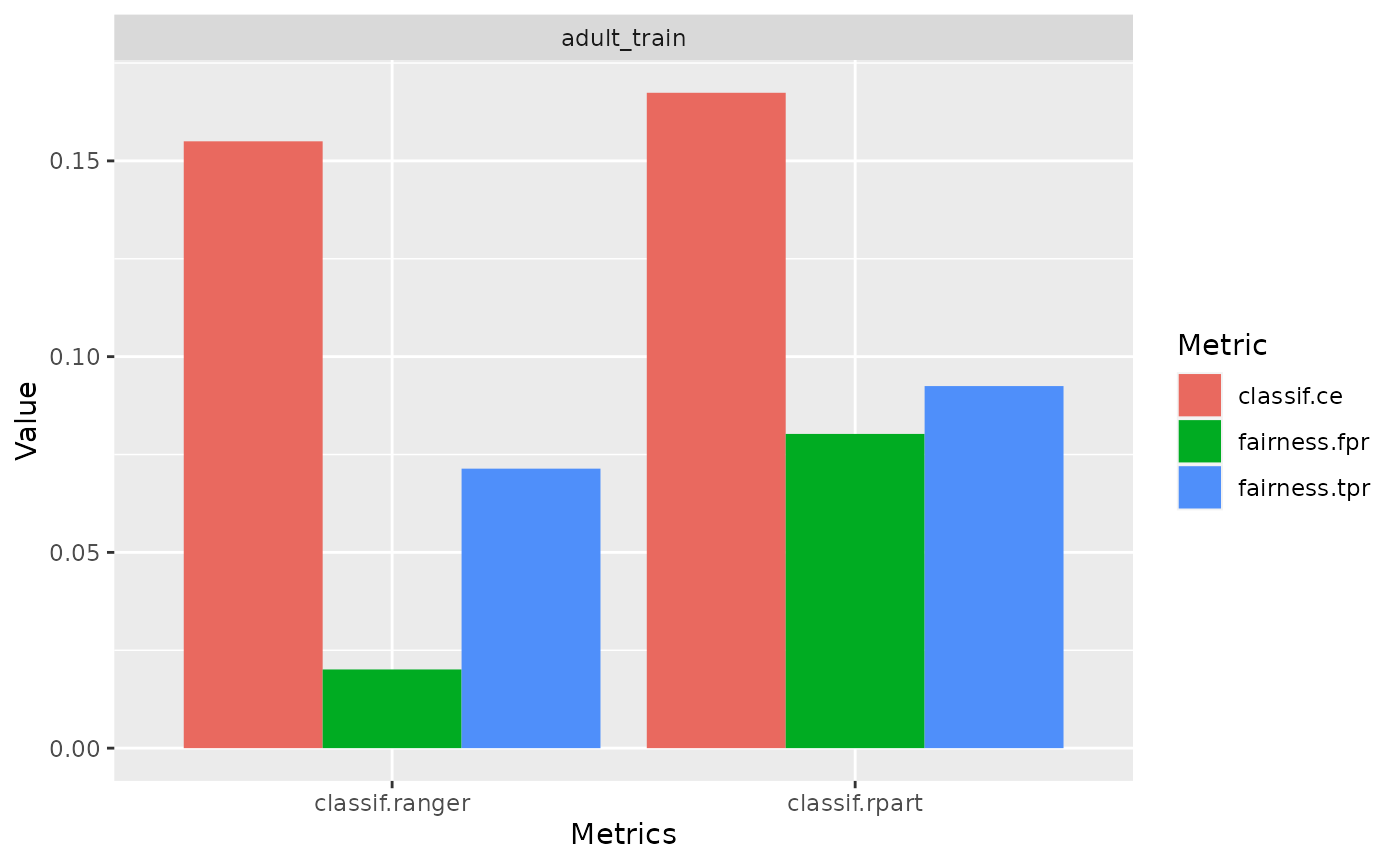 adult_train
0.15
0.10
0.05
0.00
Value
classif.ranger
classif.rpart
Metrics
Metric
classif.ce
fairness.fpr
fairness.tpr